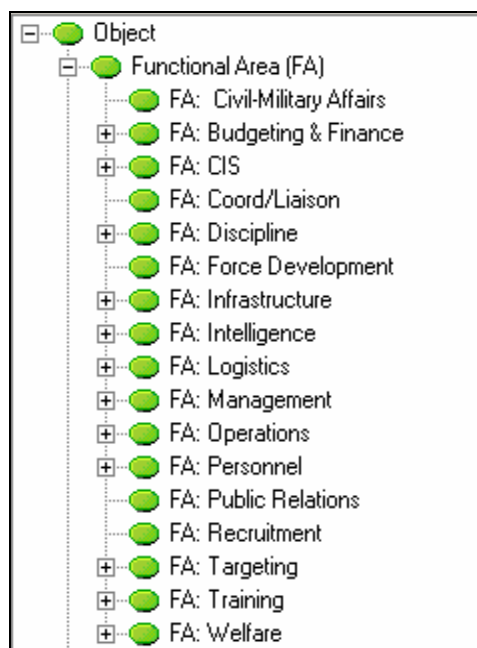 Object
Functional Area (FA)
FA: Civil-Military Affairs
FA: Budgeting & Finance
FA: CIS
FA: Coord/Liaison
FA: Discipline
FA: Force Development
FA: Infrastructure
FA: Intelligence
FA: Logistics
FA: Management
FA: Operations
FA: Personnel
FA: Public Relations
FA: Recruitment
FA: Targeting
FA: Training
FA: Welfare